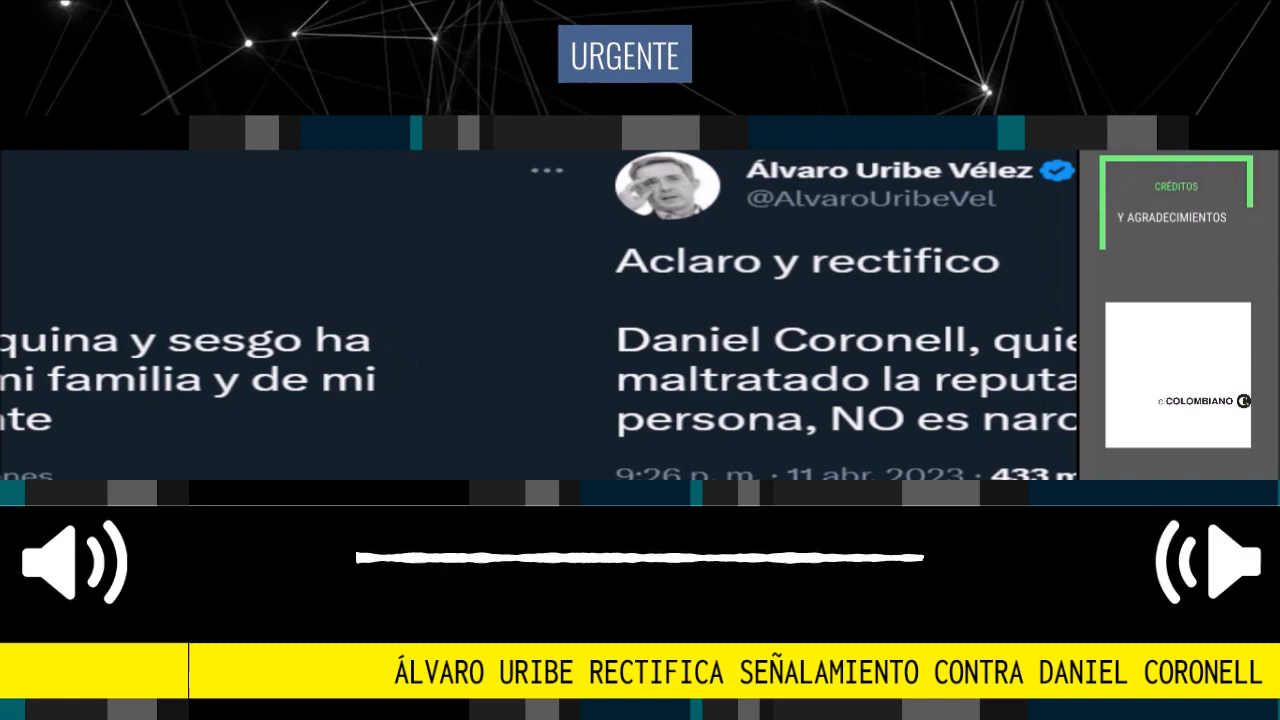 URGENTE
...
Álvaro Uribe Vélez
@AlvaroUribeVel
Aclaro y rectifico
quina y sesgo ha
mi familia y de mi
nte
nes
Daniel Coronell, quie
maltratado la reputa
persona, NO es narc
9:26 p. m. · 11 abr. 2023 · 433 m
CRÉDITOS
Y AGRADECIMIENTOS
COLOMBIANO
ÁLVARO URIBE RECTIFICA SEÑALAMIENTO CONTRA DANIEL CORONELL